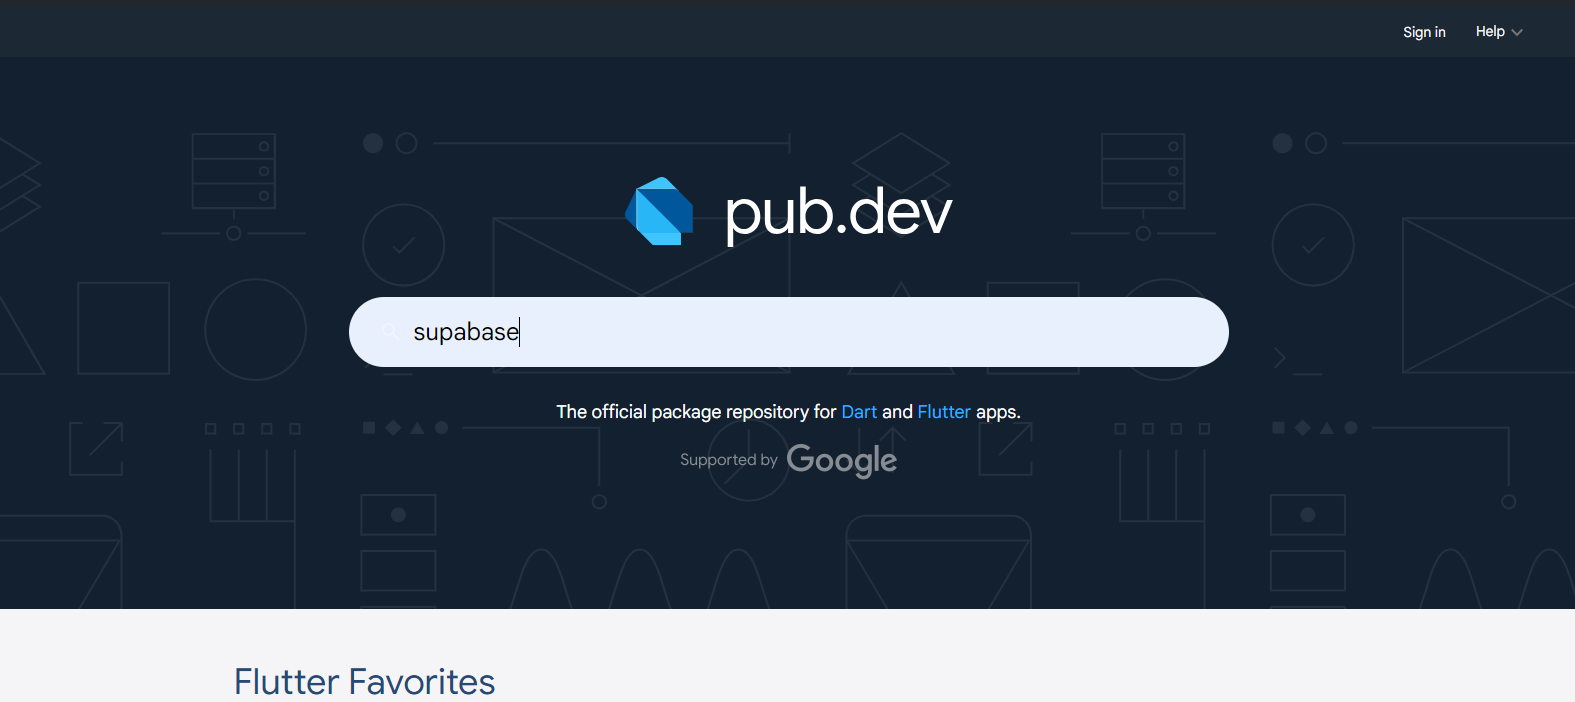 Sign in Help
pub.dev
supabase
The official package repository for Dart and Flutter apps.
Supported by Google
Flutter Favorites